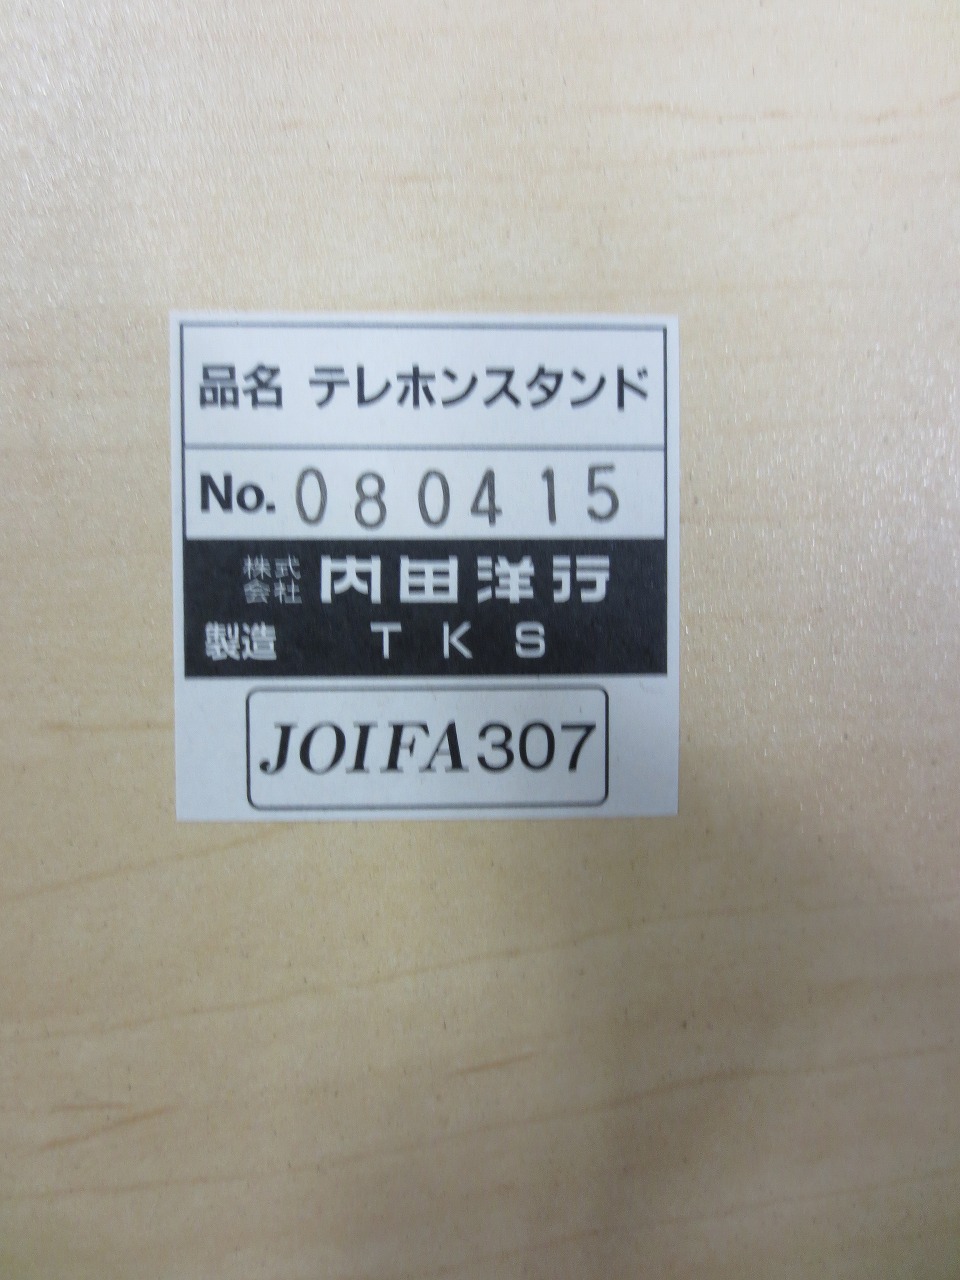 品名 テレホンスタンド
No. 080415
株式会社 内田洋行
製造 TKS
JOIFA307